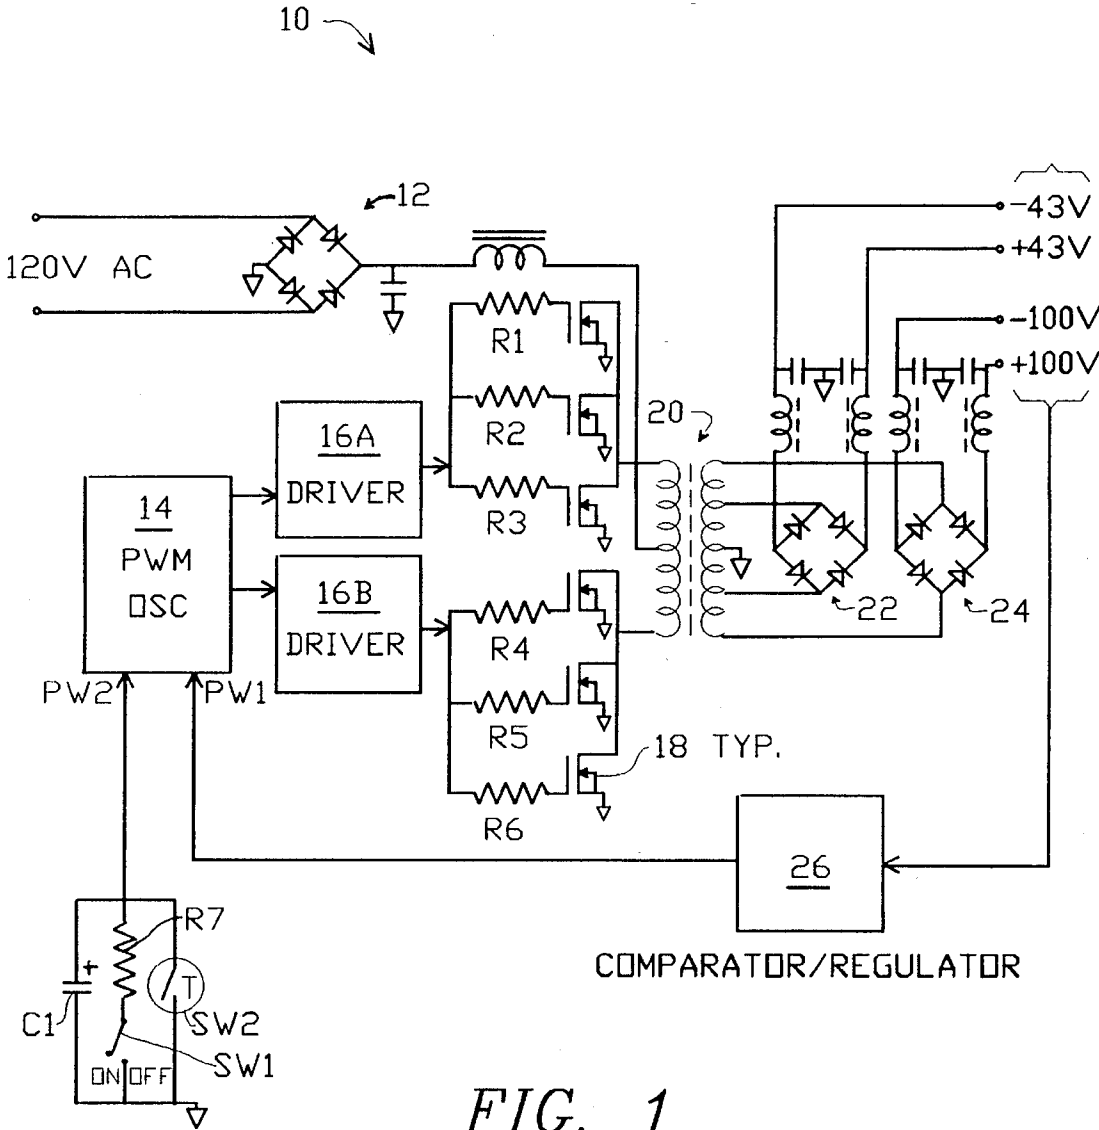 10
12
-43V
+43V
120V AC
-100V
+100V
R1
20
R2
16A
DRIVER
R3
14
PWM
OSC
16B
DRIVER
22
24
R4
PW2
PW1
R5
18 TYP.
R6
26
R7
COMPARATOR/REGULATOR
+
T
C1
SW2
SW1
ON OFF
FIG. 1